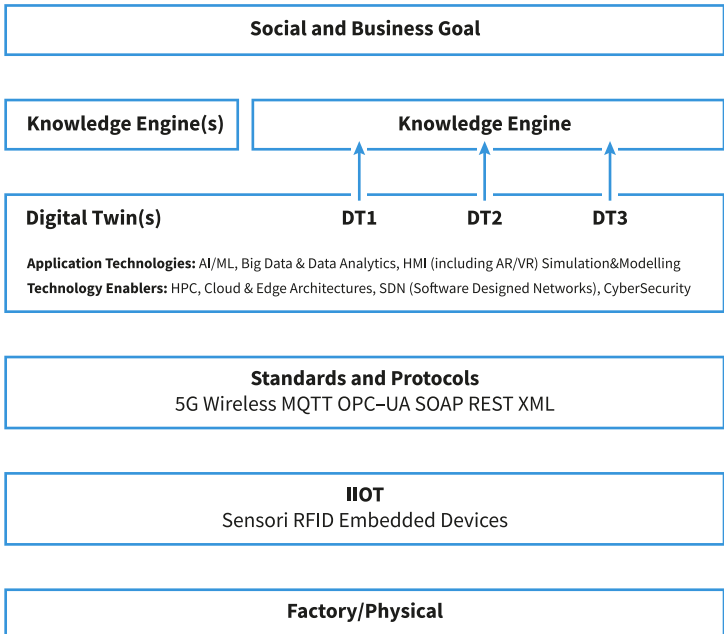 Social and Business Goal
Knowledge Engine(s)
Knowledge Engine
Digital Twin(s)
DT1
DT2
DT3
Application Technologies: AI/ML, Big Data & Data Analytics, HMI (including AR/VR) Simulation&Modelling
Technology Enablers: HPC, Cloud & Edge Architectures, SDN (Software Designed Networks), CyberSecurity
Standards and Protocols
5G Wireless MQTT OPC–UA SOAP REST XML
IIOT
Sensori RFID Embedded Devices
Factory/Physical